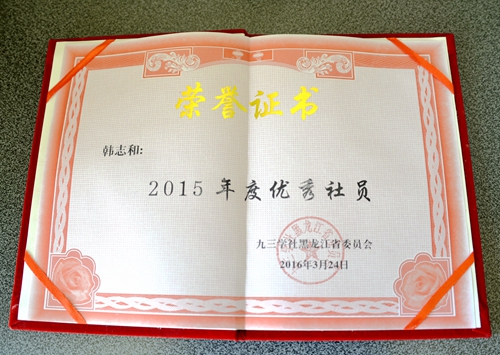 荣誉证书
韩志和:
2015年度优秀社员
九三学社黑龙江省委员会
2016年3月24日